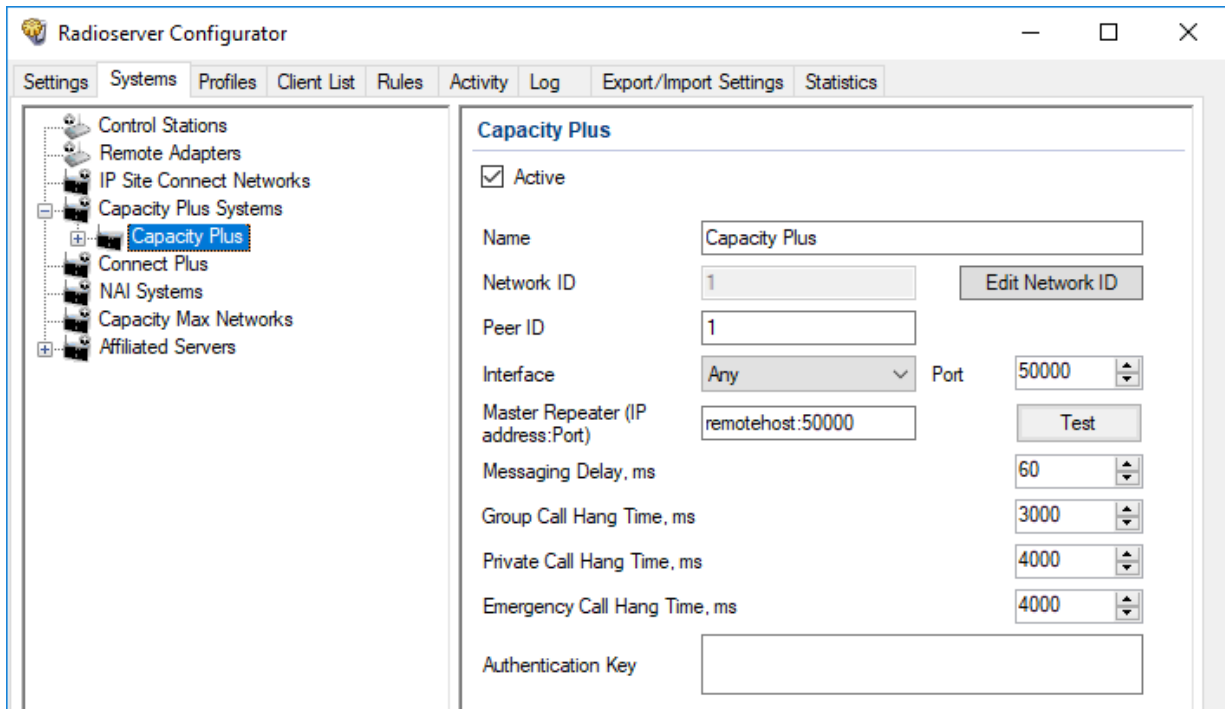 Radioserver Configurator
Settings Systems Profiles Client List Rules Activity Log Export/Import Settings Statistics
Control Stations
Remote Adapters
IP Site Connect Networks
Capacity Plus Systems
Capacity Plus
Connect Plus
NAI Systems
Capacity Max Networks
Affiliated Servers
Capacity Plus
Active
Name Capacity Plus
Network ID 1 Edit Network ID
Peer ID 1
Interface Any Port 50000
Master Repeater (IP
address:Port) remotehost:50000 Test
Messaging Delay, ms 60
Group Call Hang Time, ms 3000
Private Call Hang Time, ms 4000
Emergency Call Hang Time, ms 4000
Authentication Key